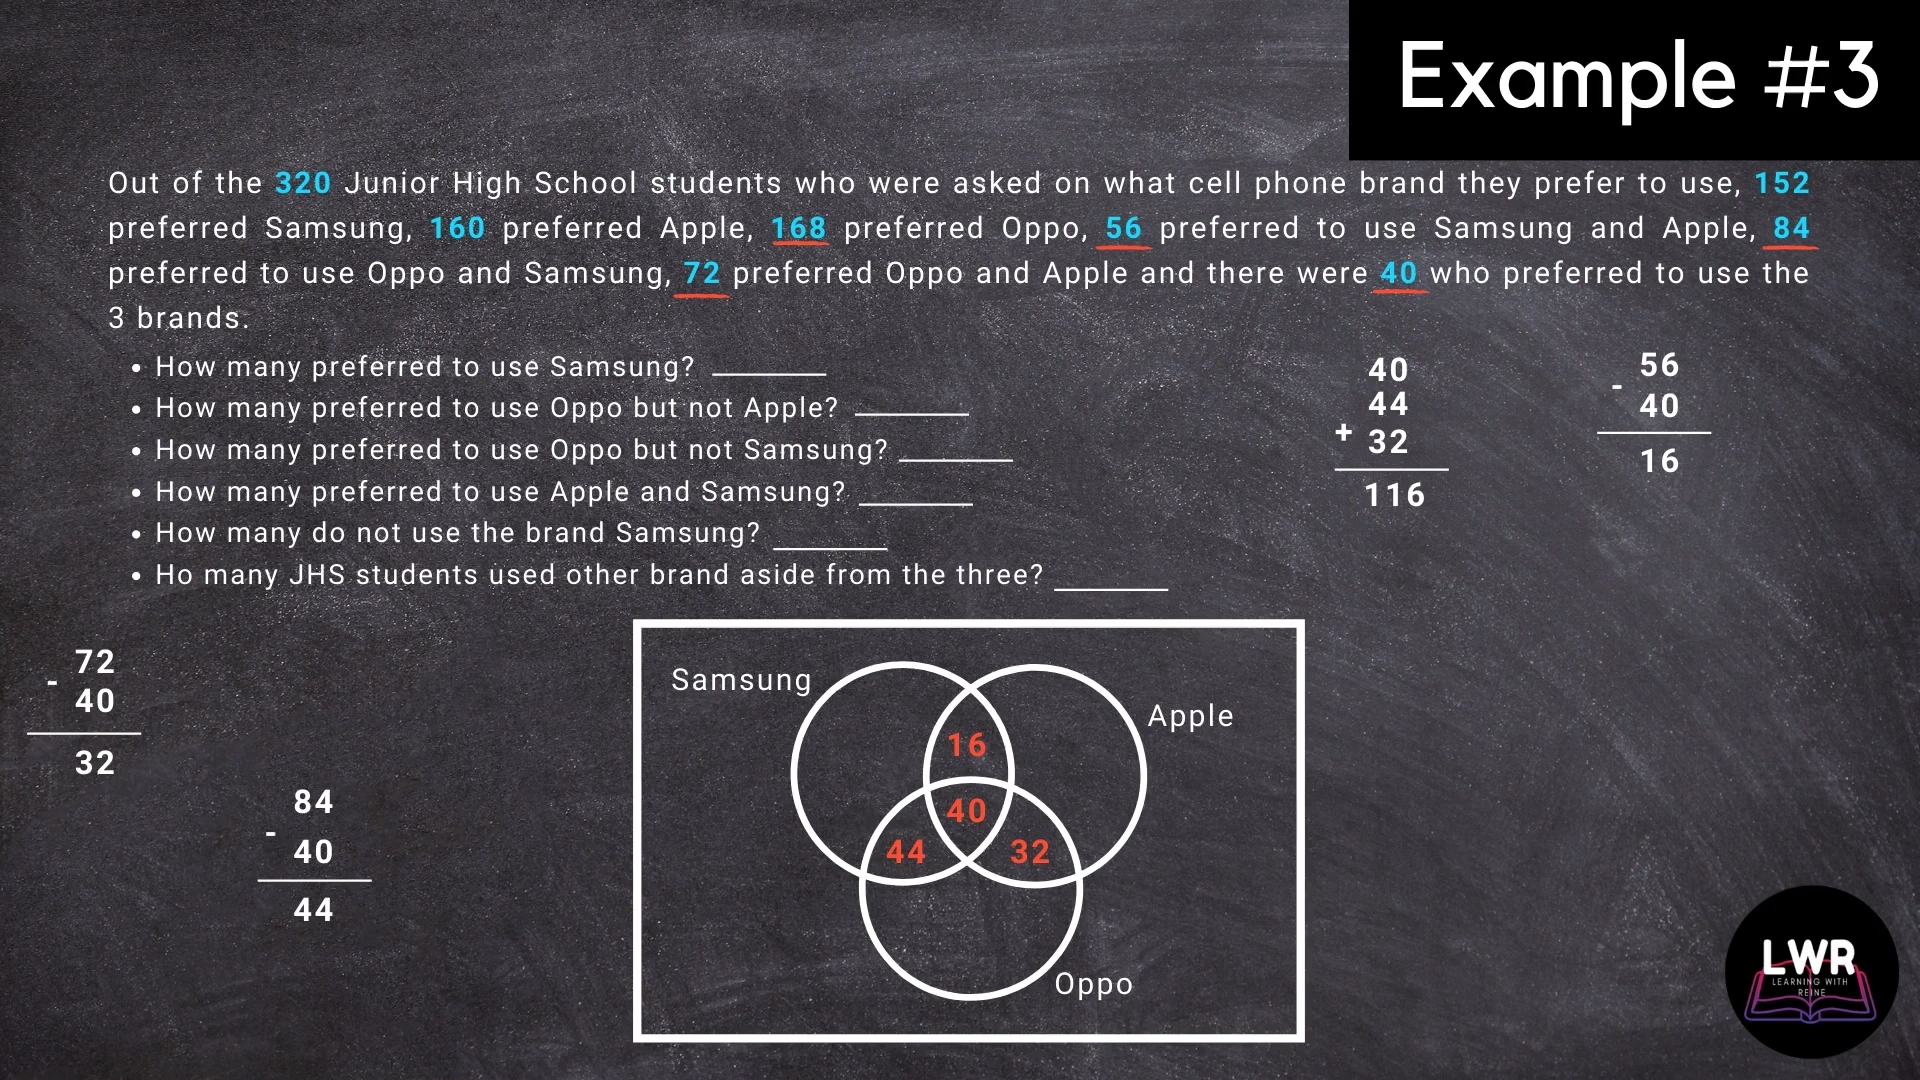 Example #3
Out of the 320 Junior High School students who were asked on what cell phone brand they prefer to use, 152
preferred Samsung, 160 preferred Apple, 168 preferred Oppo, 56 preferred to use Samsung and Apple, 84
preferred to use Oppo and Samsung, 72 preferred Oppo and Apple and there were 40 who preferred to use the
3 brands.
• How many preferred to use Samsung? ______
• How many preferred to use Oppo but not Apple? ______
• How many preferred to use Oppo but not Samsung? ______
• How many preferred to use Apple and Samsung? ______
• How many do not use the brand Samsung? ______
• Ho many JHS students used other brand aside from the three? ______
40
44
+ 32
116
56
- 40
16
72
- 40
32
84
- 40
44
Samsung
Apple
16
40
44 32
Oppo
LWR
LEARNING WITH
REINE